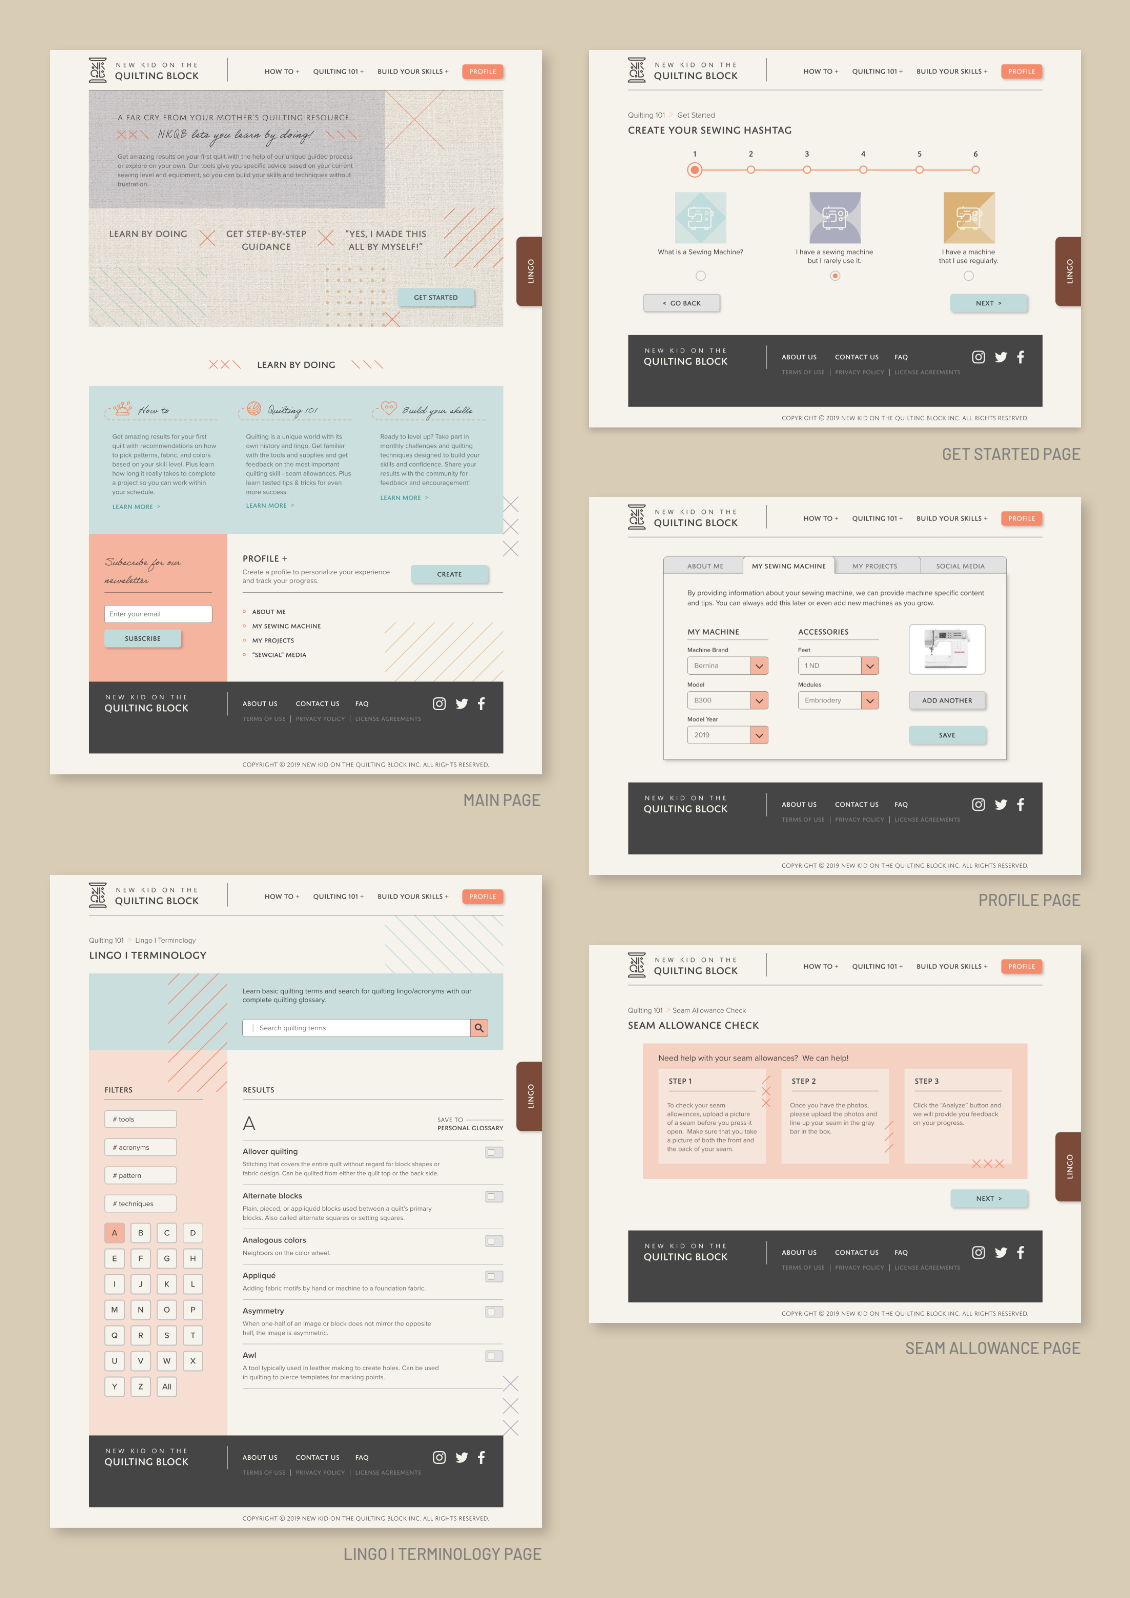 NEW KID ON THE
QUILTING BLOCK
HOW TO +
QUILTING 101 +
BUILD YOUR SKILLS +
PROFILE
A FAR CRY FROM YOUR MOTHER'S QUILTING RESOURCE.
NKQB lets you learn by doing!
Get amazing results on your first quilt with the help of our unique guided process
or explore on your own. Our tools give you specific advice based on your current
sewing level and equipment, so you can build your skills and techniques without
frustration.
LEARN BY DOING
GET STEP-BY-STEP
GUIDANCE
"YES, I MADE THIS
ALL BY MYSELF!"
GET STARTED
LINGO
LEARN BY DOING
How to
Get amazing results for your first
quilt with recommendations on how
to pick patterns, fabric, and colors
based on your skill level. Plus learn
how long it really takes to complete
a project so you can work within
your schedule.
LEARN MORE >
Quilting 101
Quilting is a unique world with its
own history and lingo. Get familiar
with the tools and supplies and get
feedback on the most important
quilting skill - seam allowances. Plus
learn tested tips & tricks for even
more success.
LEARN MORE >
Build your skills
Ready to level up? Take part in
monthly challenges and quilting
techniques designed to build your
skills and confidence. Share your
results with the community for
feedback and encouragement!
LEARN MORE >
Subscribe for our
newsletter
Enter your email
SUBSCRIBE
PROFILE +
Create a profile to personalize your experience
and track your progress.
CREATE
ABOUT ME
MY SEWING MACHINE
MY PROJECTS
"SEWCIAL" MEDIA
NEW KID ON THE
QUILTING BLOCK
ABOUT US
CONTACT US
FAQ
TERMS OF USE | PRIVACY POLICY | LICENSE AGREEMENTS
COPYRIGHT © 2019 NEW KID ON THE QUILTING BLOCK INC. ALL RIGHTS RESERVED.
MAIN PAGE
NEW KID ON THE
QUILTING BLOCK
HOW TO +
QUILTING 101 +
BUILD YOUR SKILLS +
PROFILE
Quilting 101 > Lingo | Terminology
LINGO | TERMINOLOGY
Learn basic quilting terms and search for quilting lingo/acronyms with our
complete quilting glossary.
Search quilting terms
FILTERS
# tools
# acronyms
# pattern
# techniques
A B C D
E F G H
I J K L
M N O P
Q R S T
U V W X
Y Z All
RESULTS
A
SAVE TO
PERSONAL GLOSSARY
Allover quilting
Stitching that covers the entire quilt without regard for block shapes or
fabric design. Can be quilted from either the quilt top or the back side.
Alternate blocks
Plain, pieced, or appliquéd blocks used between a quilt's primary
blocks. Also called alternate squares or setting squares.
Analogous colors
Neighbors on the color wheel.
Appliqué
Adding fabric motifs by hand or machine to a foundation fabric.
Asymmetry
When one-half of an image or block does not mirror the opposite
half, the image is asymmetric.
Awl
A tool typically used in leather making to create holes. Can be used
in quilting to pierce templates for marking points.
LINGO
NEW KID ON THE
QUILTING BLOCK
ABOUT US
CONTACT US
FAQ
TERMS OF USE | PRIVACY POLICY | LICENSE AGREEMENTS
COPYRIGHT © 2019 NEW KID ON THE QUILTING BLOCK INC. ALL RIGHTS RESERVED.
LINGO | TERMINOLOGY PAGE
NEW KID ON THE
QUILTING BLOCK
HOW TO +
QUILTING 101 +
BUILD YOUR SKILLS +
PROFILE
Quilting 101 > Get Started
CREATE YOUR SEWING HASHTAG
1 2 3 4 5 6
What is a Sewing Machine?
I have a sewing machine
but I rarely use it.
I have a machine
that I use regularly.
< GO BACK
NEXT >
LINGO
NEW KID ON THE
QUILTING BLOCK
ABOUT US
CONTACT US
FAQ
TERMS OF USE | PRIVACY POLICY | LICENSE AGREEMENTS
COPYRIGHT © 2019 NEW KID ON THE QUILTING BLOCK INC. ALL RIGHTS RESERVED.
GET STARTED PAGE
NEW KID ON THE
QUILTING BLOCK
HOW TO +
QUILTING 101 +
BUILD YOUR SKILLS +
PROFILE
ABOUT ME
MY SEWING MACHINE
MY PROJECTS
SOCIAL MEDIA
By providing information about your sewing machine, we can provide machine specific content
and tips. You can always add this later or even add new machines as you grow.
MY MACHINE
Machine Brand
Bernina
Model
B300
Model Year
2019
ACCESSORIES
Feet
1 ND
Modules
Embriodery
ADD ANOTHER
SAVE
NEW KID ON THE
QUILTING BLOCK
ABOUT US
CONTACT US
FAQ
TERMS OF USE | PRIVACY POLICY | LICENSE AGREEMENTS
COPYRIGHT © 2019 NEW KID ON THE QUILTING BLOCK INC. ALL RIGHTS RESERVED.
PROFILE PAGE
NEW KID ON THE
QUILTING BLOCK
HOW TO +
QUILTING 101 +
BUILD YOUR SKILLS +
PROFILE
Quilting 101 > Seam Allowance Check
SEAM ALLOWANCE CHECK
Need help with your seam allowances? We can help!
STEP 1
To check your seam
allowances, upload a picture
of a seam before you press it
open. Make sure that you take
a picture of both the front and
the back of your seam.
STEP 2
Once you have the photos,
please upload the photos and
line up your seam in the gray
bar in the box.
STEP 3
Click the "Analyze" button and
we will provide you feedback
on your progress.
NEXT >
LINGO
NEW KID ON THE
QUILTING BLOCK
ABOUT US
CONTACT US
FAQ
TERMS OF USE | PRIVACY POLICY | LICENSE AGREEMENTS
COPYRIGHT © 2019 NEW KID ON THE QUILTING BLOCK INC. ALL RIGHTS RESERVED.
SEAM ALLOWANCE PAGE